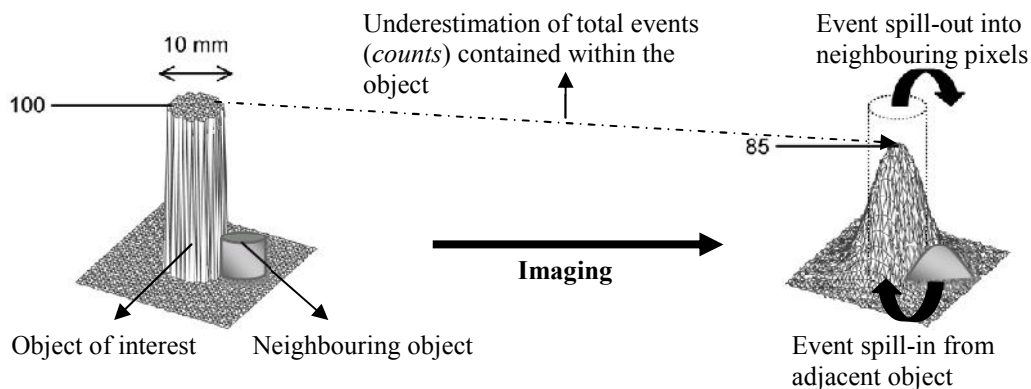 10 mm
Underestimation of total events
(counts) contained within the
object
Event spill-out into
neighbouring pixels
100
85
Imaging
Object of interest
Neighbouring object
Event spill-in from
adjacent object